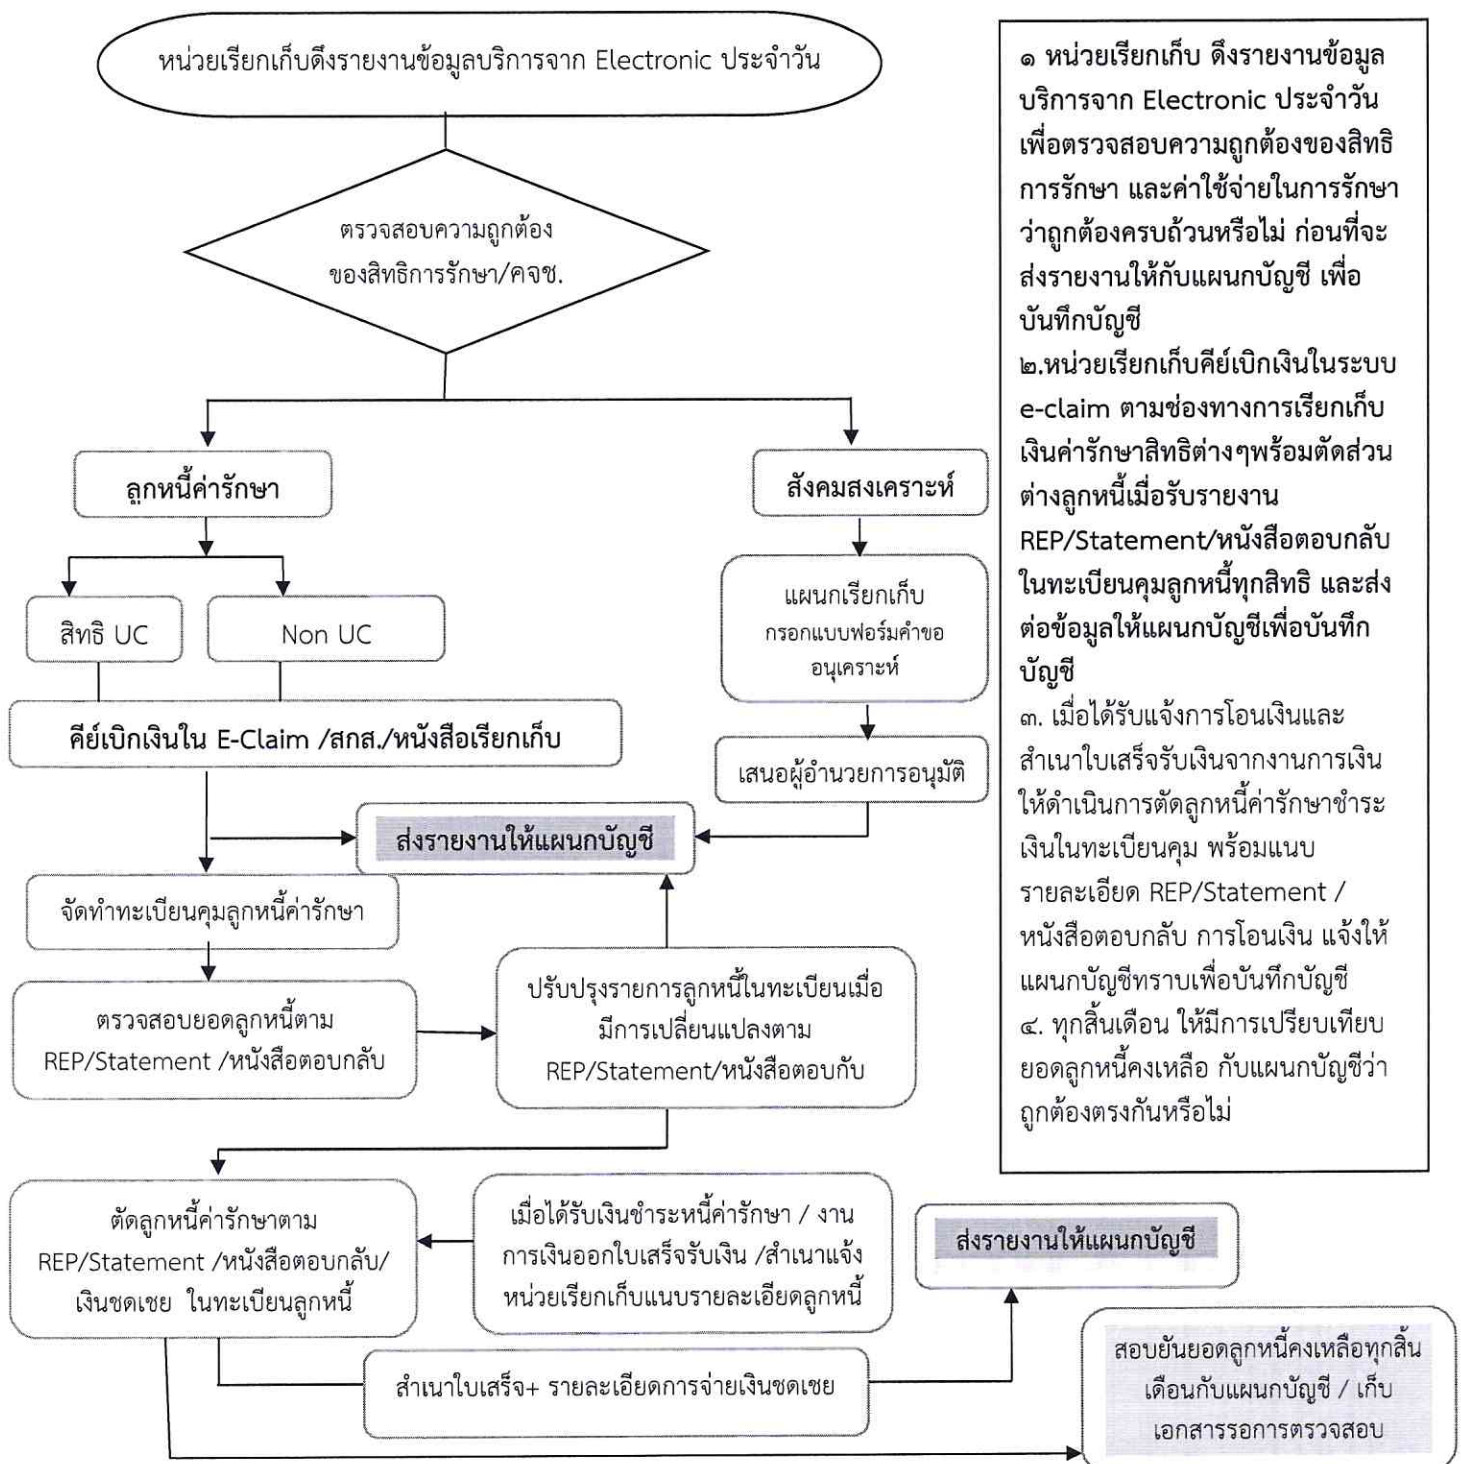 หน่วยเรียกเก็บดึงรายงานข้อมูลบริการจาก Electronic ประจำวัน
ตรวจสอบความถูกต้อง
ของสิทธิการรักษา/คจช.
ลูกหนี้ค่ารักษา
สังคมสงเคราะห์
สิทธิ UC
Non UC
แผนกเรียกเก็บ
กรอกแบบฟอร์มคำขอ
อนุเคราะห์
คีย์เบิกเงินใน E-Claim /สกส./หนังสือเรียกเก็บ
เสนอผู้อำนวยการอนุมัติ
ส่งรายงานให้แผนกบัญชี
จัดทำทะเบียนคุมลูกหนี้ค่ารักษา
ตรวจสอบยอดลูกหนี้ตาม
REP/Statement /หนังสือตอบกลับ
ปรับปรุงรายการลูกหนี้ในทะเบียนเมื่อ
มีการเปลี่ยนแปลงตาม
REP/Statement/หนังสือตอบกับ
ตัดลูกหนี้ค่ารักษาตาม
REP/Statement /หนังสือตอบกลับ/
เงินชดเชย ในทะเบียนลูกหนี้
เมื่อได้รับเงินชำระหนี้ค่ารักษา / งาน
การเงินออกใบเสร็จรับเงิน /สำเนาแจ้ง
หน่วยเรียกเก็บแนบรายละเอียดลูกหนี้
ส่งรายงานให้แผนกบัญชี
สำเนาใบเสร็จ+ รายละเอียดการจ่ายเงินชดเชย
สอบยันยอดลูกหนี้คงเหลือทุกสิ้น
เดือนกับแผนกบัญชี / เก็บ
เอกสารรอการตรวจสอบ
๑ หน่วยเรียกเก็บ ดึงรายงานข้อมูล
บริการจาก Electronic ประจำวัน
เพื่อตรวจสอบความถูกต้องของสิทธิ
การรักษา และค่าใช้จ่ายในการรักษา
ว่าถูกต้องครบถ้วนหรือไม่ ก่อนที่จะ
ส่งรายงานให้กับแผนกบัญชี เพื่อ
บันทึกบัญชี
๒.หน่วยเรียกเก็บคีย์เบิกเงินในระบบ
e-claim ตามช่องทางการเรียกเก็บ
เงินค่ารักษาสิทธิต่างๆพร้อมตัดส่วน
ต่างลูกหนี้เมื่อรับรายงาน
REP/Statement/หนังสือตอบกลับ
ในทะเบียนคุมลูกหนี้ทุกสิทธิ และส่ง
ต่อข้อมูลให้แผนกบัญชีเพื่อบันทึก
บัญชี
๓. เมื่อได้รับแจ้งการโอนเงินและ
สำเนาใบเสร็จรับเงินจากงานการเงิน
ให้ดำเนินการตัดลูกหนี้ค่ารักษาชำระ
เงินในทะเบียนคุม พร้อมแนบ
รายละเอียด REP/Statement /
หนังสือตอบกลับ การโอนเงิน แจ้งให้
แผนกบัญชีทราบเพื่อบันทึกบัญชี
๔. ทุกสิ้นเดือน ให้มีการเปรียบเทียบ
ยอดลูกหนี้คงเหลือ กับแผนกบัญชีว่า
ถูกต้องตรงกันหรือไม่